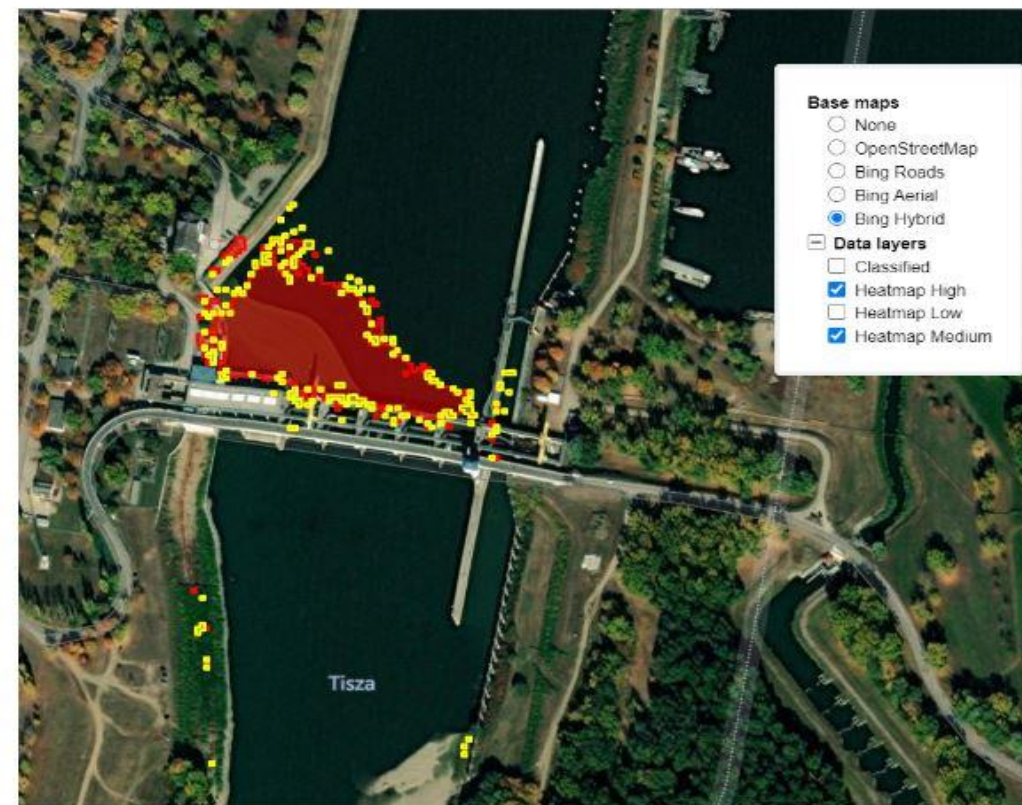 Base maps
None
OpenStreetMap
Bing Roads
Bing Aerial
Bing Hybrid
Data layers
Classified
Heatmap High
Heatmap Low
Heatmap Medium
Tisza